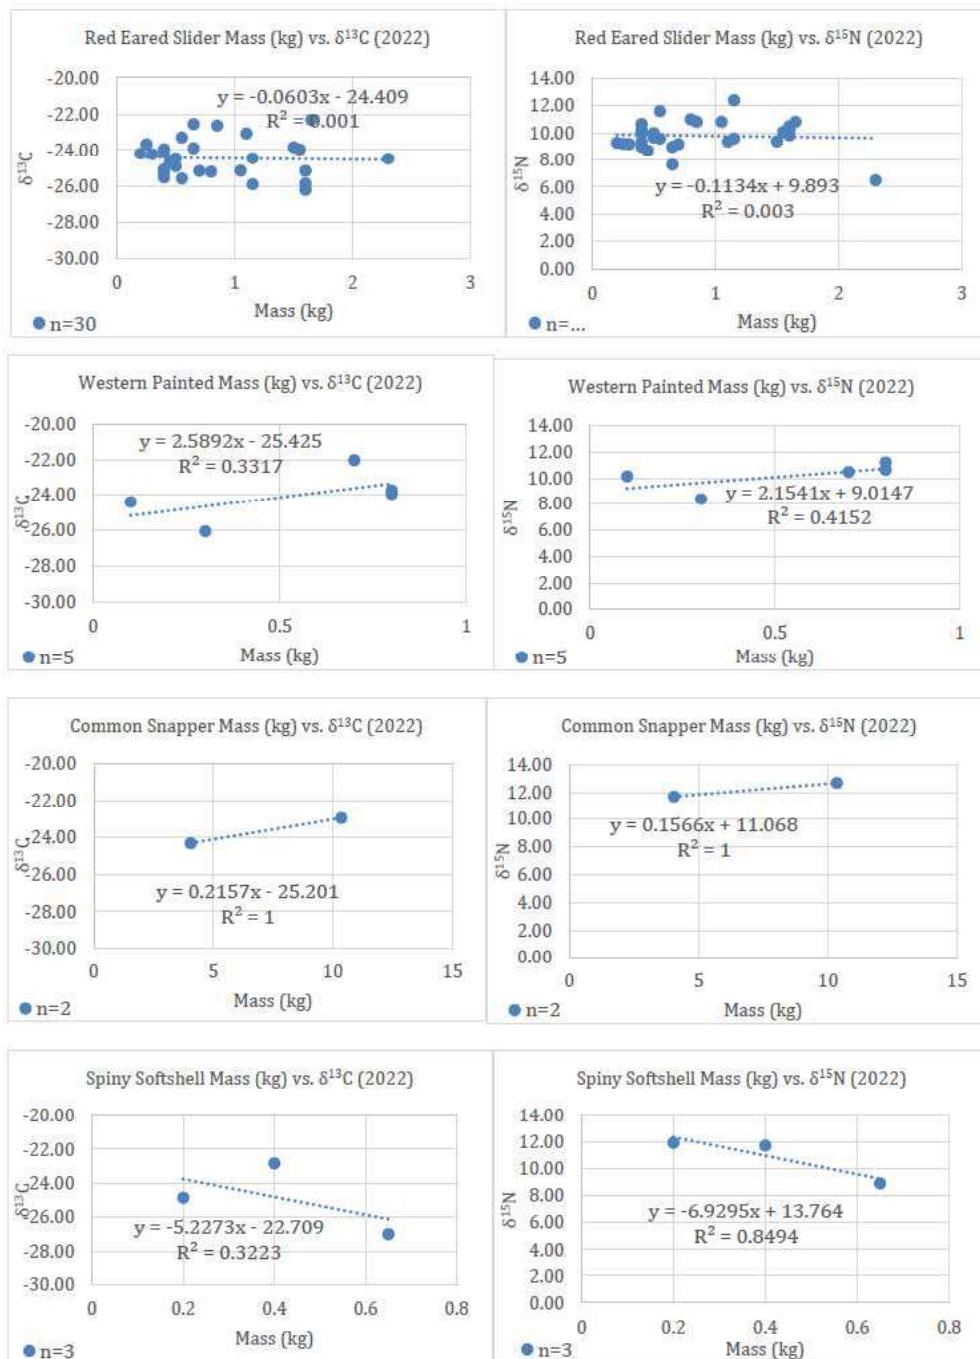 Red Eared Slider Mass (kg) vs. δ¹³C (2022)
-20.00
-22.00
-24.00
-26.00
-28.00
-30.00
δ¹³C
y = -0.0603x - 24.409
R² = 0.001
0 1 2 3
Mass (kg)
n=30
Red Eared Slider Mass (kg) vs. δ¹⁵N (2022)
14.00
12.00
10.00
8.00
6.00
4.00
2.00
0.00
δ¹⁵N
y = -0.1134x + 9.893
R² = 0.003
0 1 2 3
Mass (kg)
n=...
Western Painted Mass (kg) vs. δ¹³C (2022)
-20.00
-22.00
-24.00
-26.00
-28.00
-30.00
δ¹³C
y = 2.5892x - 25.425
R² = 0.3317
0 0.5 1
Mass (kg)
n=5
Western Painted Mass (kg) vs. δ¹⁵N (2022)
14.00
12.00
10.00
8.00
6.00
4.00
2.00
0.00
δ¹⁵N
y = 2.1541x + 9.0147
R² = 0.4152
0 0.5 1
Mass (kg)
n=5
Common Snapper Mass (kg) vs. δ¹³C (2022)
-20.00
-22.00
-24.00
-26.00
-28.00
-30.00
δ¹³C
y = 0.2157x - 25.201
R² = 1
0 5 10 15
Mass (kg)
n=2
Common Snapper Mass (kg) vs. δ¹⁵N (2022)
14.00
12.00
10.00
8.00
6.00
4.00
2.00
0.00
δ¹⁵N
y = 0.1566x + 11.068
R² = 1
0 5 10 15
Mass (kg)
n=2
Spiny Softshell Mass (kg) vs. δ¹³C (2022)
-20.00
-22.00
-24.00
-26.00
-28.00
-30.00
δ¹³C
y = -5.2273x - 22.709
R² = 0.3223
0 0.2 0.4 0.6 0.8
Mass (kg)
n=3
Spiny Softshell Mass (kg) vs. δ¹⁵N (2022)
14.00
12.00
10.00
8.00
6.00
4.00
2.00
0.00
δ¹⁵N
y = -6.9295x + 13.764
R² = 0.8494
0 0.2 0.4 0.6 0.8
Mass (kg)
n=3